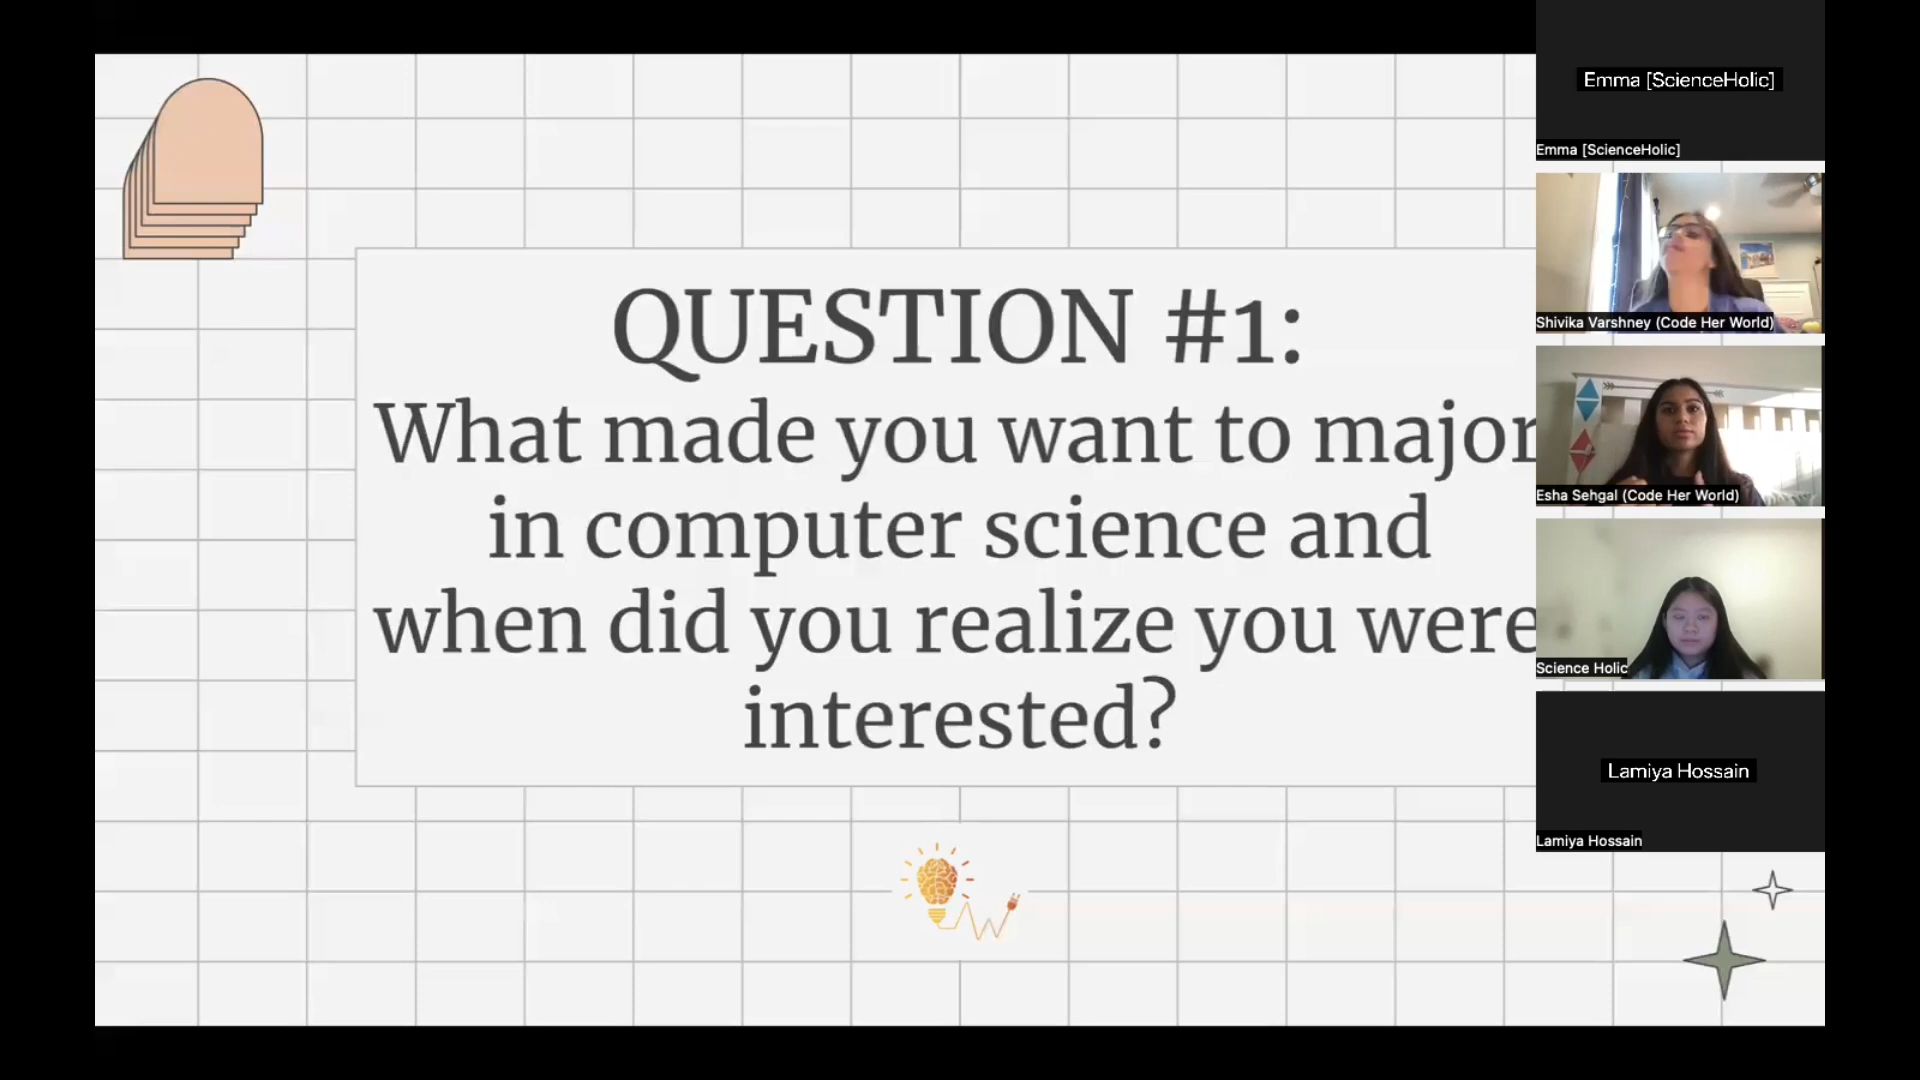 QUESTION #1:
What made you want to major
in computer science and
when did you realize you were
interested?
Emma [ScienceHolic]
Emma [ScienceHolic]
Shivika Varshney (Code Her World)
Esha Sehgal (Code Her World)
Science Holic
Lamiya Hossain
Lamiya Hossain